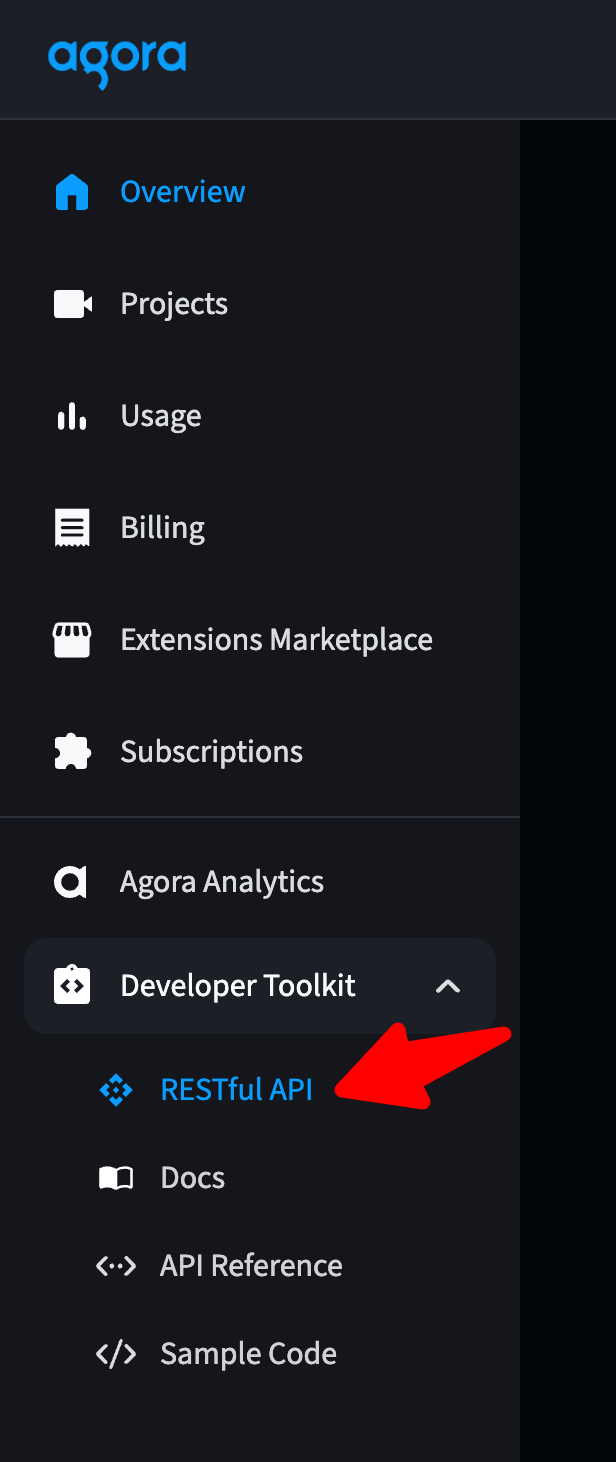 agora
Overview
Projects
Usage
Billing
Extensions Marketplace
Subscriptions
Agora Analytics
Developer Toolkit
RESTful API
Docs
API Reference
Sample Code